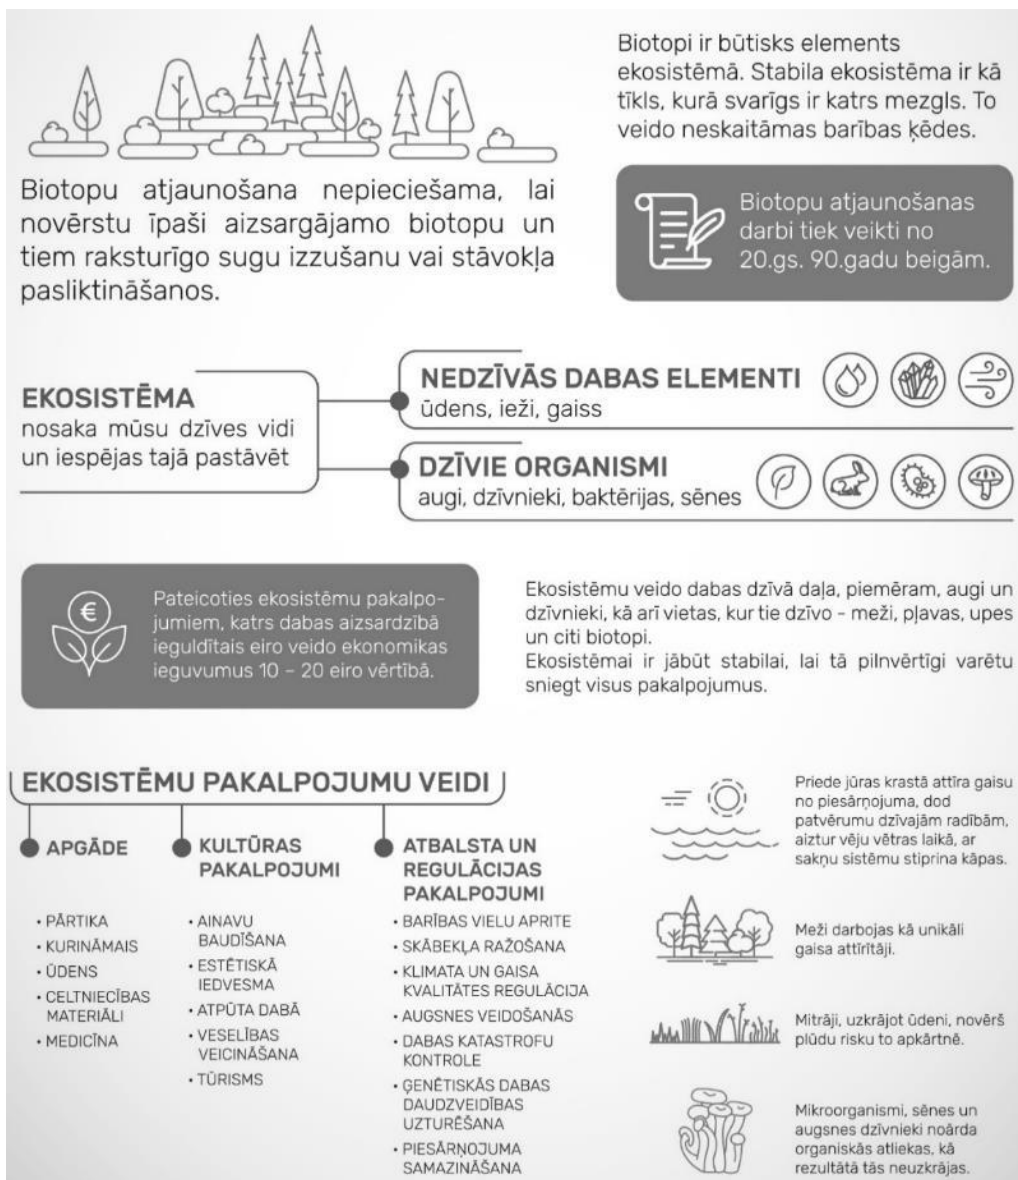 Biotopi ir būtisks elements
ekosistēmā. Stabila ekosistēma ir kā
tīkls, kurā svarīgs ir katrs mezgls. To
veido neskaitāmas barības ķēdes.
Biotopu atjaunošana nepieciešama, lai
novērstu īpaši aizsargājamo biotopu un
tiem raksturīgo sugu izzušanu vai stāvokļa
pasliktināšanos.
Biotopu atjaunošanas
darbi tiek veikti no
20.gs. 90.gadu beigām.
EKOSISTĒMA
nosaka mūsu dzīves vidi
un iespējas tajā pastāvēt
NEDZĪVĀS DABAS ELEMENTI
ūdens, ieži, gaiss
DZĪVIE ORGANISMI
augi, dzīvnieki, baktērijas, sēnes
€
Pateicoties ekosistēmu pakalpo-
jumiem, katrs dabas aizsardzībā
ieguldītais eiro veido ekonomikas
ieguvumus 10 – 20 eiro vērtībā.
Ekosistēmu veido dabas dzīvā daļa, piemēram, augi un
dzīvnieki, kā arī vietas, kur tie dzīvo – meži, pļavas, upes
un citi biotopi.
Ekosistēmai ir jābūt stabilai, lai tā pilnvērtīgi varētu
sniegt visus pakalpojumus.
EKOSISTĒMU PAKALPOJUMU VEIDI
APGĀDE
• PĀRTIKA
• KURINĀMAIS
• ŪDENS
• CELTNIECĪBAS
MATERIĀLI
• MEDICĪNA
KULTŪRAS
PAKALPOJUMI
• AINAVU
BAUDĪŠANA
• ESTĒTISKĀ
IEDVESMA
• ATPŪTA DABĀ
• VESELĪBAS
VEICINĀŠANA
• TŪRISMS
ATBALSTA UN
REGULĀCIJAS
PAKALPOJUMI
• BARĪBAS VIELU APRITE
• SKĀBEKĻA RAŽOŠANA
• KLIMATA UN GAISA
KVALITĀTES REGULĀCIJA
• AUGSNES VEIDOŠANĀS
• DABAS KATASTROFU
KONTROLE
• ĢENĒTISKĀS DABAS
DAUDZVEIDĪBAS
UZTURĒŠANA
• PIESĀRŅOJUMA
SAMAZINĀŠANA
Priede jūras krastā attīra gaisu
no piesārņojuma, dod
patvērumu dzīvajām radībām,
aiztur vēju vētras laikā, ar
sakņu sistēmu stiprina kāpas.
Meži darbojas kā unikāli
gaisa attīrītāji.
Mitrāji, uzkrājot ūdeni, novērš
plūdu risku to apkārtnē.
Mikroorganismi, sēnes un
augsnes dzīvnieki noārda
organiskās atliekas, kā
rezultātā tās neuzkrājas.